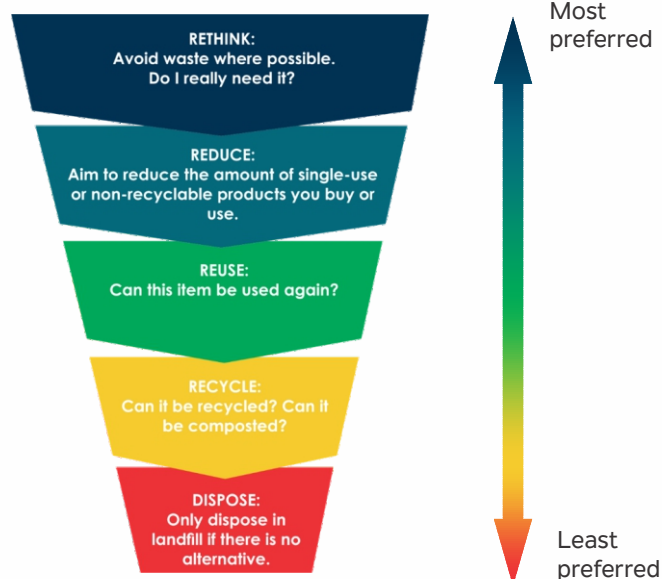 RETHINK:
Avoid waste where possible.
Do I really need it?
REDUCE:
Aim to reduce the amount of single-use
or non-recyclable products you buy or
use.
REUSE:
Can this item be used again?
RECYCLE:
Can it be recycled? Can it
be composted?
DISPOSE:
Only dispose in
landfill if there is no
alternative.
Most
preferred
Least
preferred